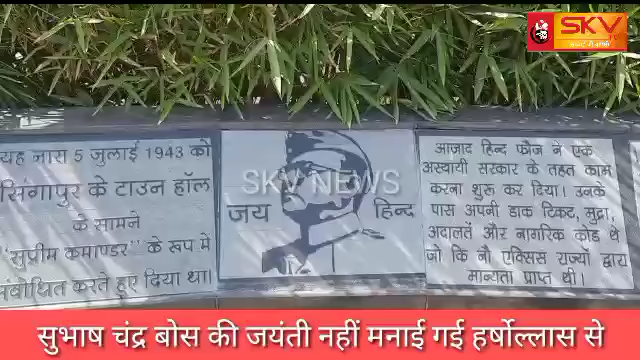 SKV
यह नारा 5 जुलाई 1943 को
सिंगापुर के टाउन हॉल
के सामने
"सुप्रीम कमाण्डर" के रूप में
संबोधित करते हुए दिया था।
SKV NEWS
जय हिन्द
आज़ाद हिन्द फौज ने एक
अस्थायी सरकार के तहत काम
करना शुरू कर दिया। उनके
पास अपनी डाक टिकट, मुद्रा,
अदालतें और नागरिक कोड थे
जो कि नौ एक्सिस राज्यों द्वारा
मान्यता प्राप्त थी।
सुभाष चंद्र बोस की जयंती नहीं मनाई गई हर्षोल्लास से